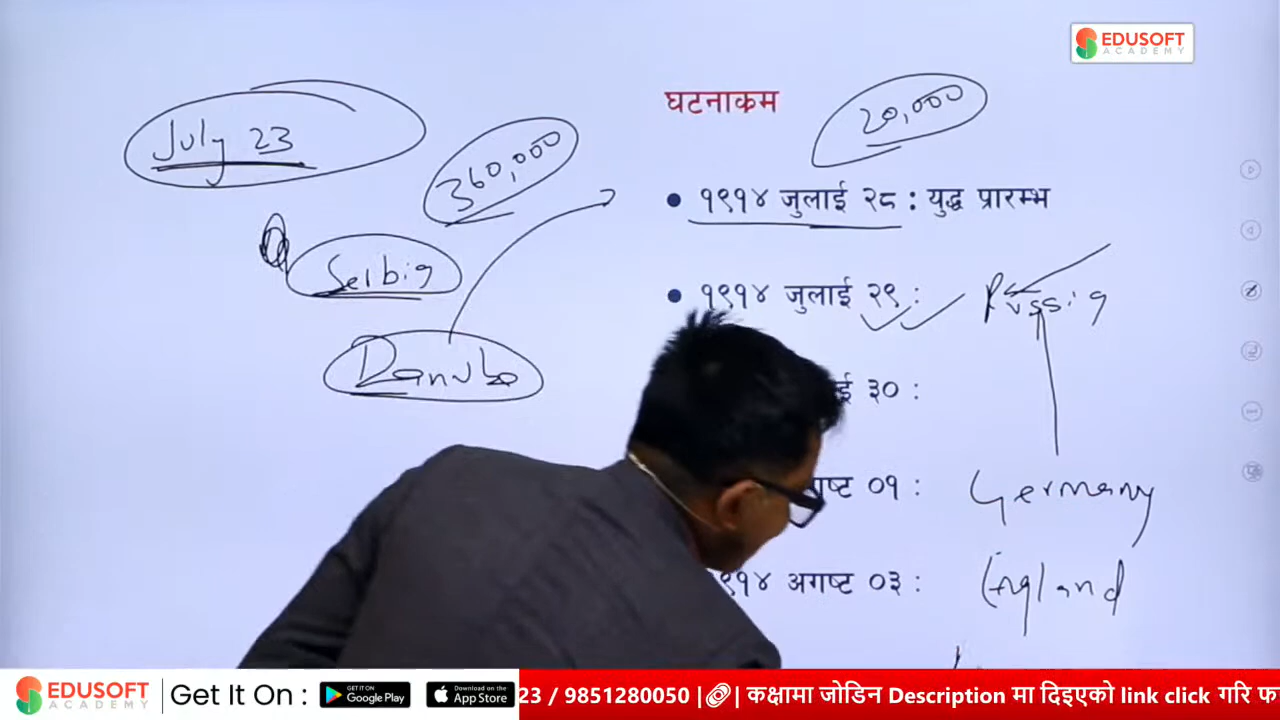 EDUSOFT
ACADEMY
घटनाक्रम
20,000
July 23
360,000
• १९१४ जुलाई २८ : युद्ध प्रारम्भ
Serbia
• १९१४ जुलाई २९ : Russia
Danube
ई ३० :
गष्ट ०१ : Germany
१९१४ अगष्ट ०३ : England
EDUSOFT
ACADEMY
Get It On :
GET IT ON
Google Play
Download on the
App Store
23 / 9851280050 | | कक्षामा जोडिन Description मा दिइएको link click गरि फ